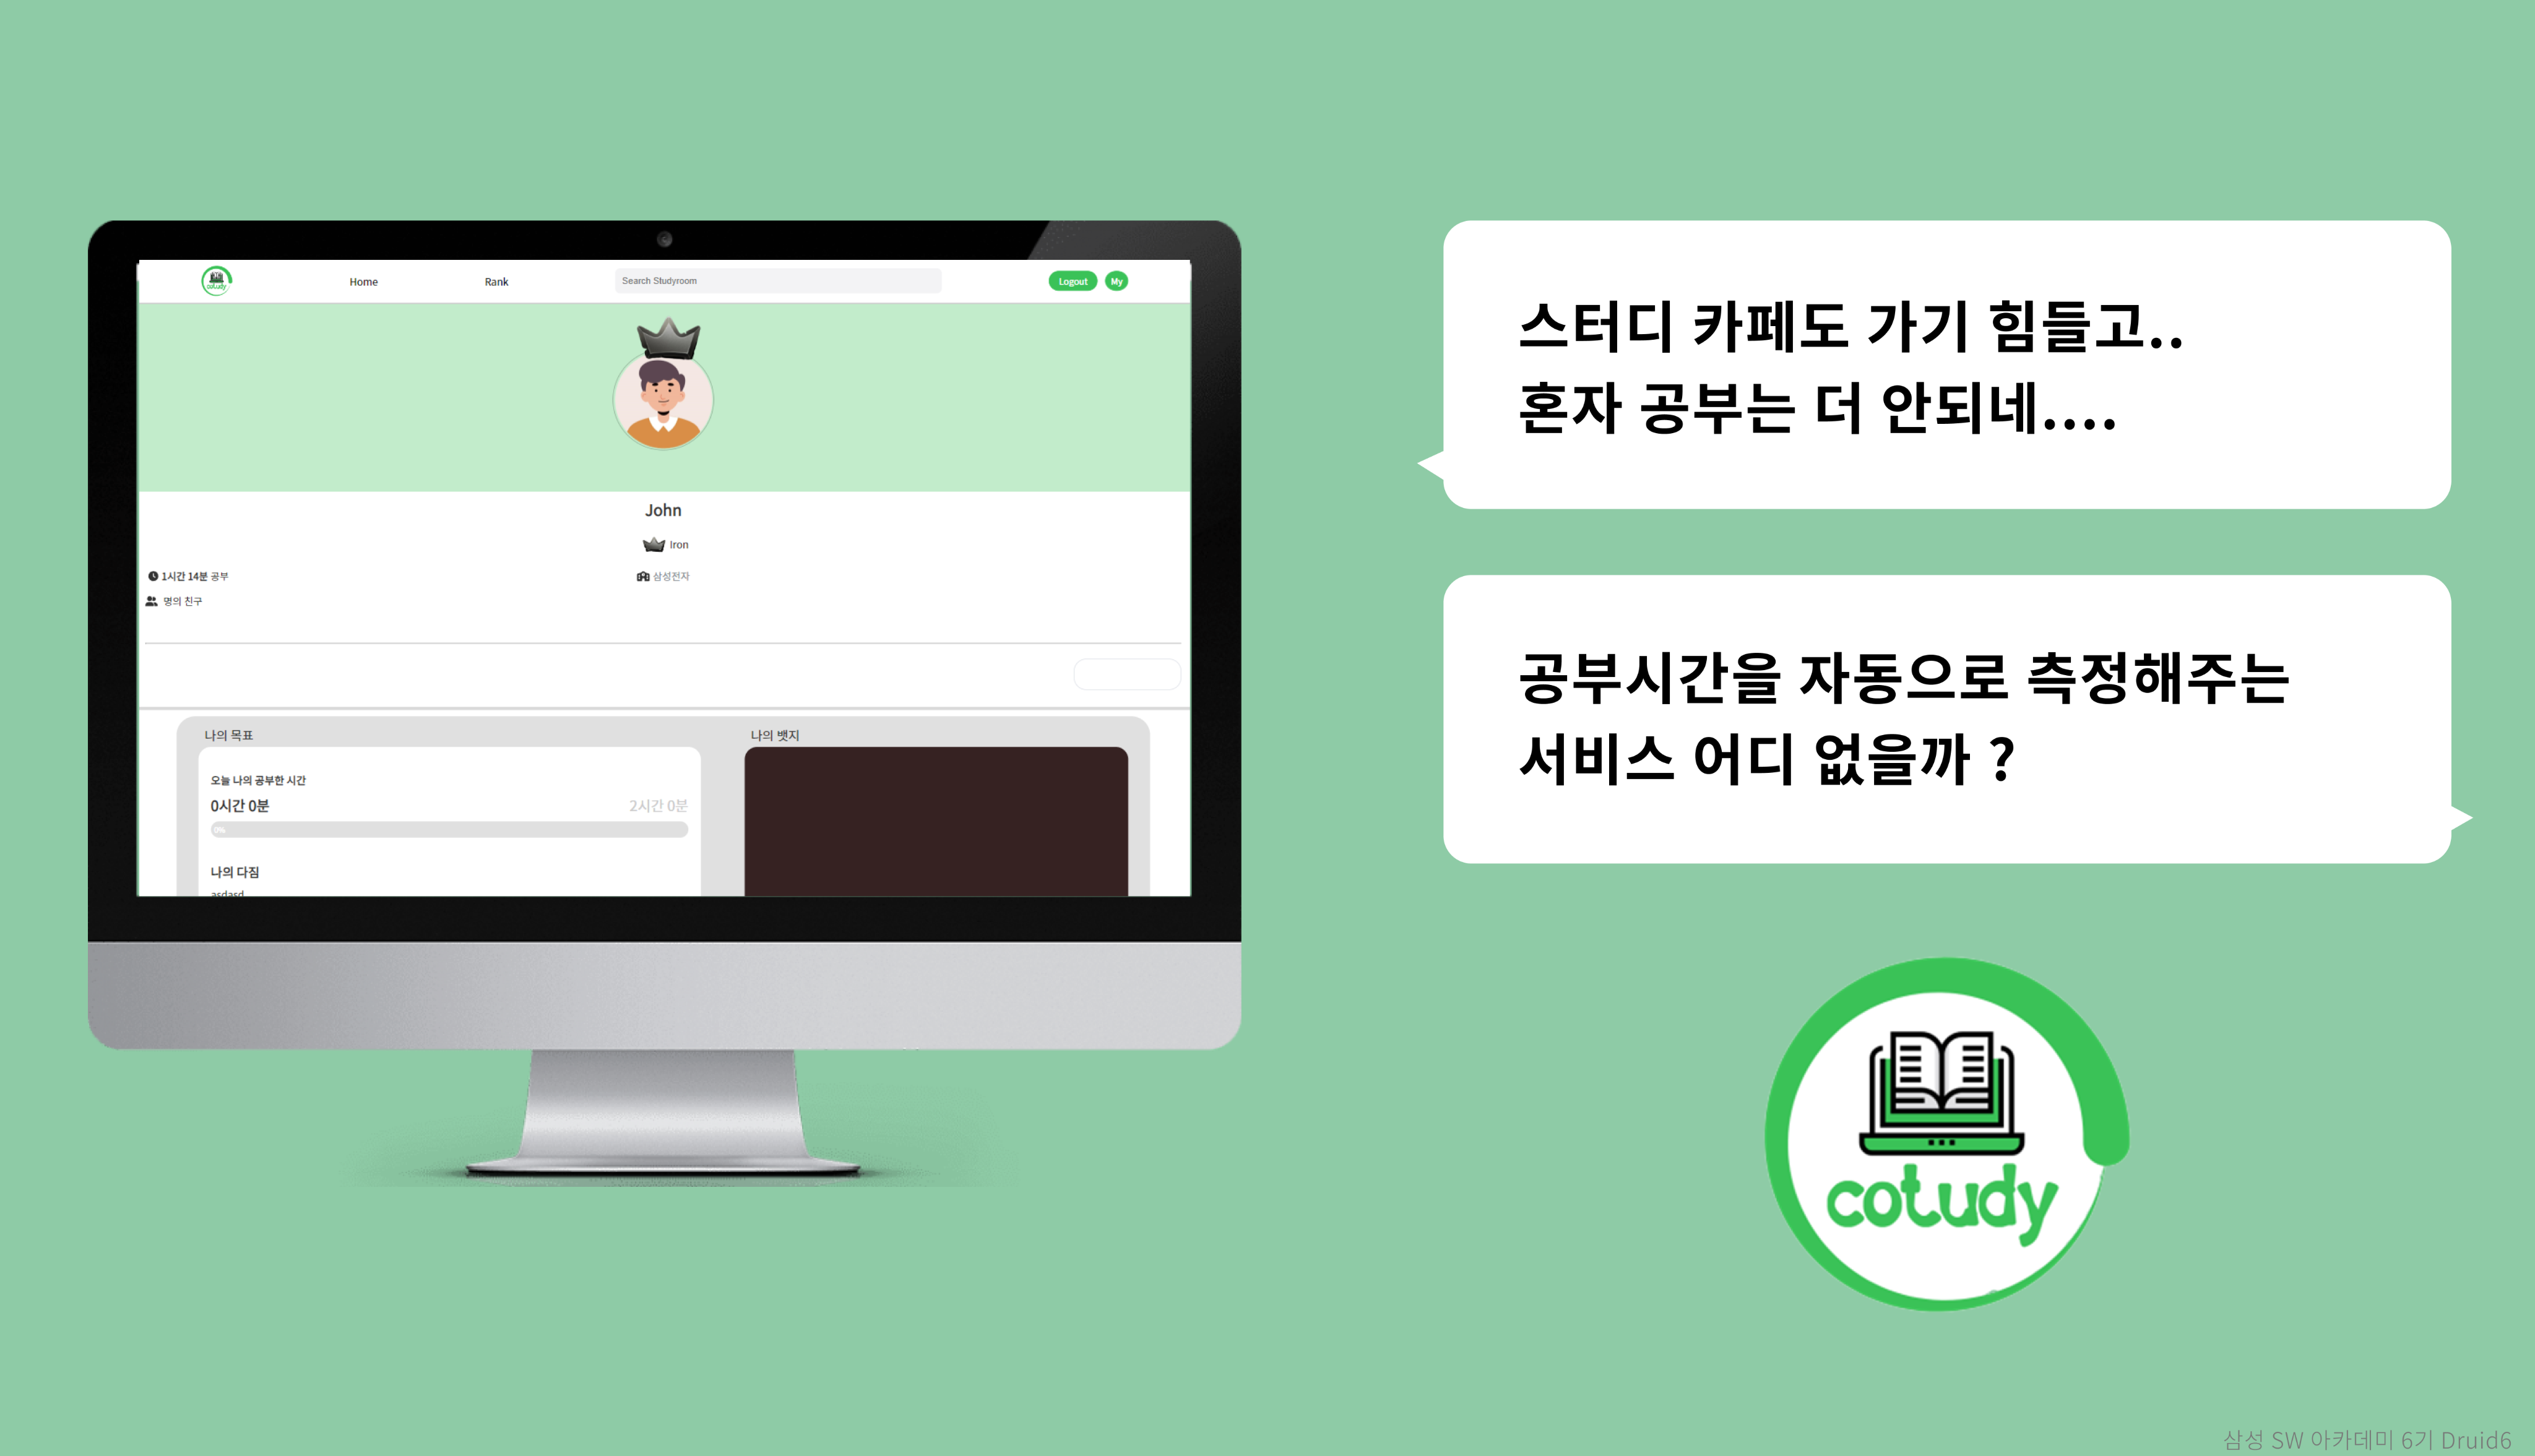 cotudy
Home
Rank
Search Studyroom
Logout
My
John
Iron
1시간 14분 공부
삼성전자
명의 친구
나의 목표
나의 뱃지
오늘 나의 공부한 시간
0시간 0분
2시간 0분
0%
나의 다짐
asdasd
스터디 카페도 가기 힘들고..
혼자 공부는 더 안되네....
공부시간을 자동으로 측정해주는
서비스 어디 없을까 ?
cotudy
삼성 SW 아카데미 6기 Druid6